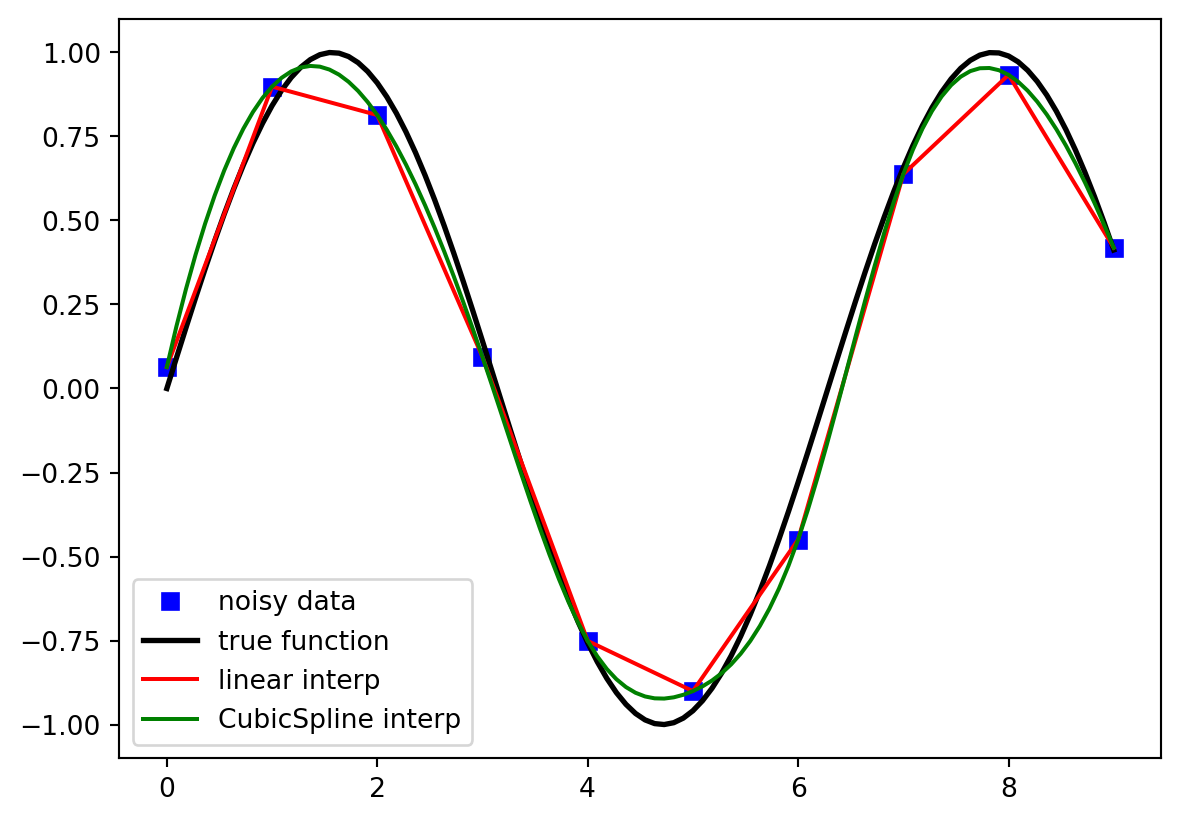 1.00
0.75
0.50
0.25
0.00
−0.25
−0.50
−0.75
−1.00
noisy data
true function
linear interp
CubicSpline interp
0 2 4 6 8